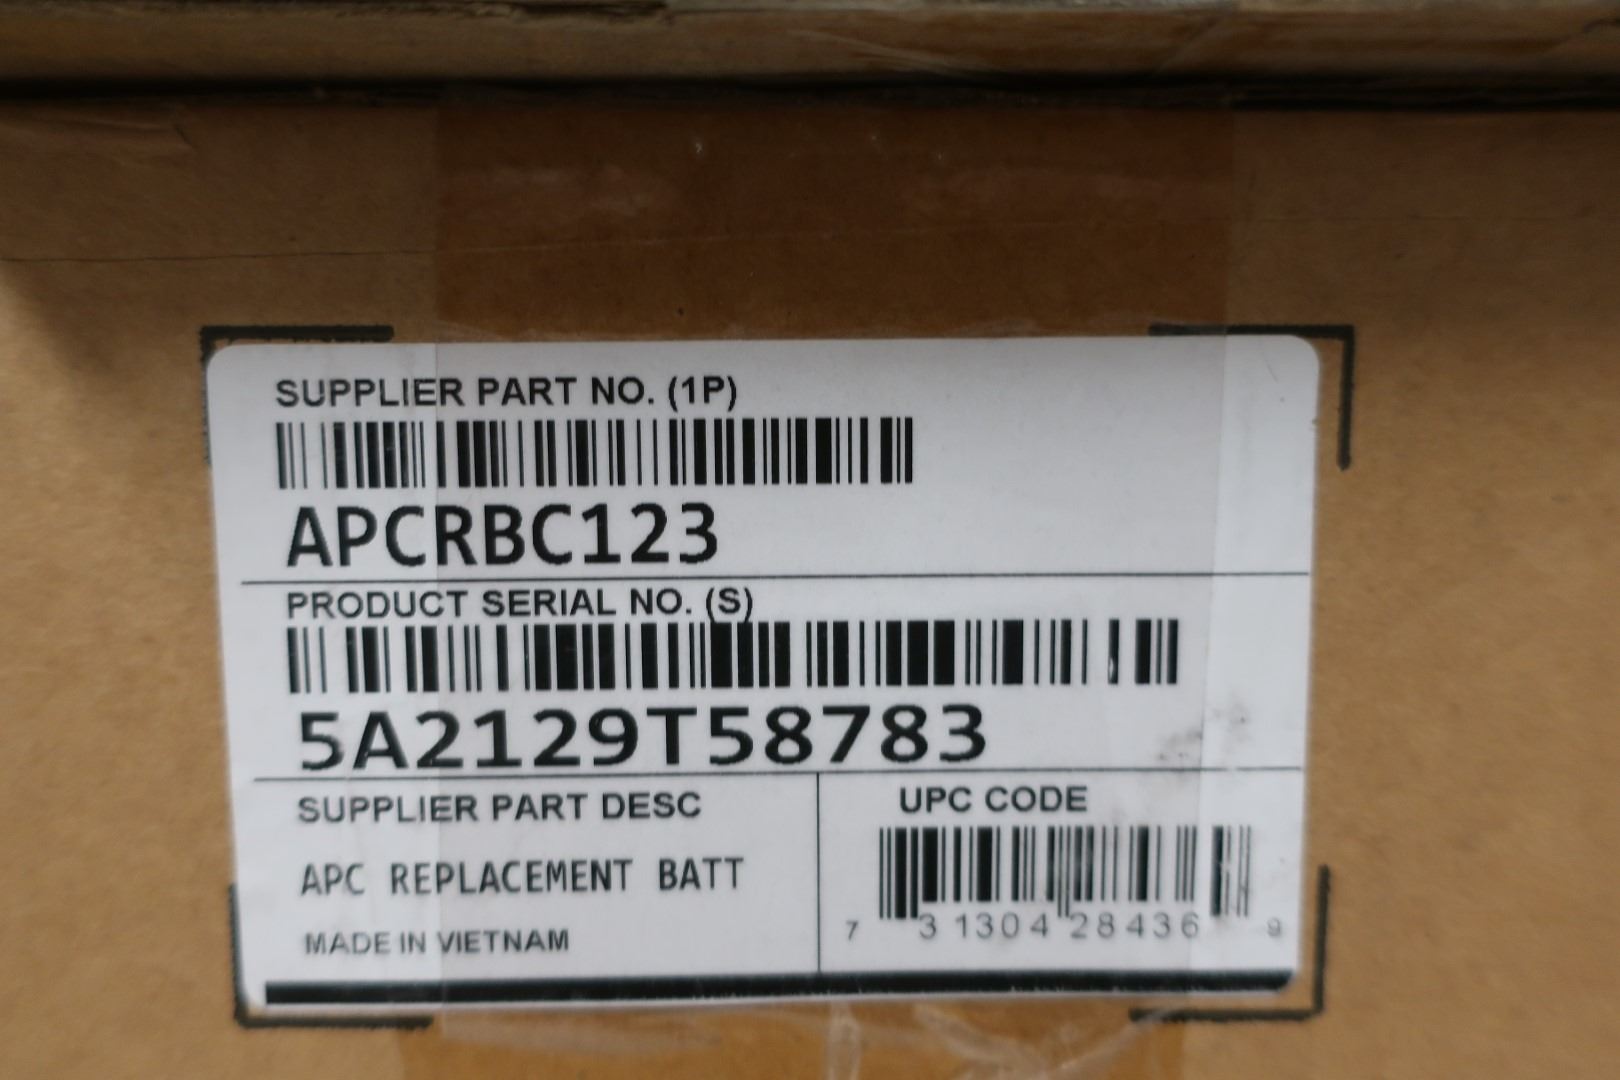 SUPPLIER PART NO. (1P)
APCRBC123
PRODUCT SERIAL NO. (S)
5A2129T58783
SUPPLIER PART DESC
APC REPLACEMENT BATT
MADE IN VIETNAM
UPC CODE
7 31304 28436 9